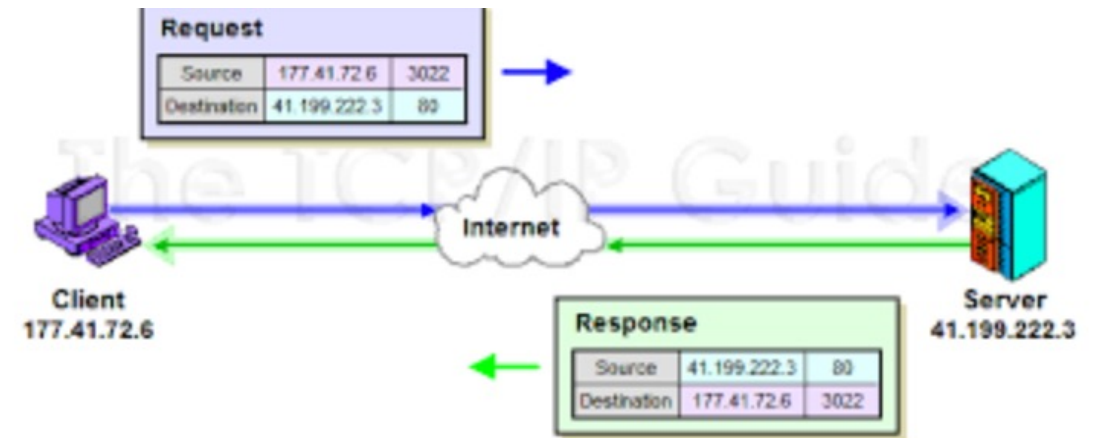 Request
Source 177.41.72.6 3022
Destination 41.199.222.3 80
The TCP/IP Guide
Internet
Client
177.41.72.6
Server
41.199.222.3
Response
Source 41.199.222.3 80
Destination 177.41.72.6 3022